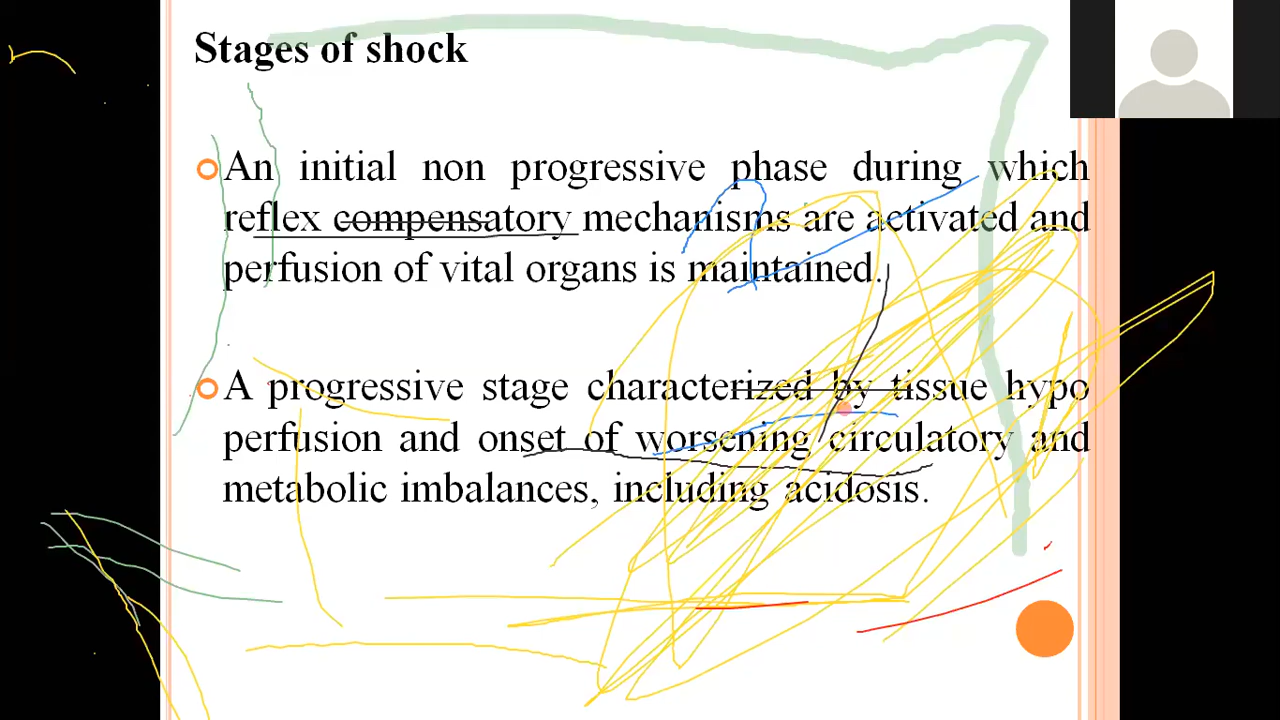 Stages of shock
An initial non progressive phase during which
reflex compensatory mechanisms are activated and
perfusion of vital organs is maintained.
A progressive stage characterized by tissue hypo
perfusion and onset of worsening circulatory and
metabolic imbalances, including acidosis.